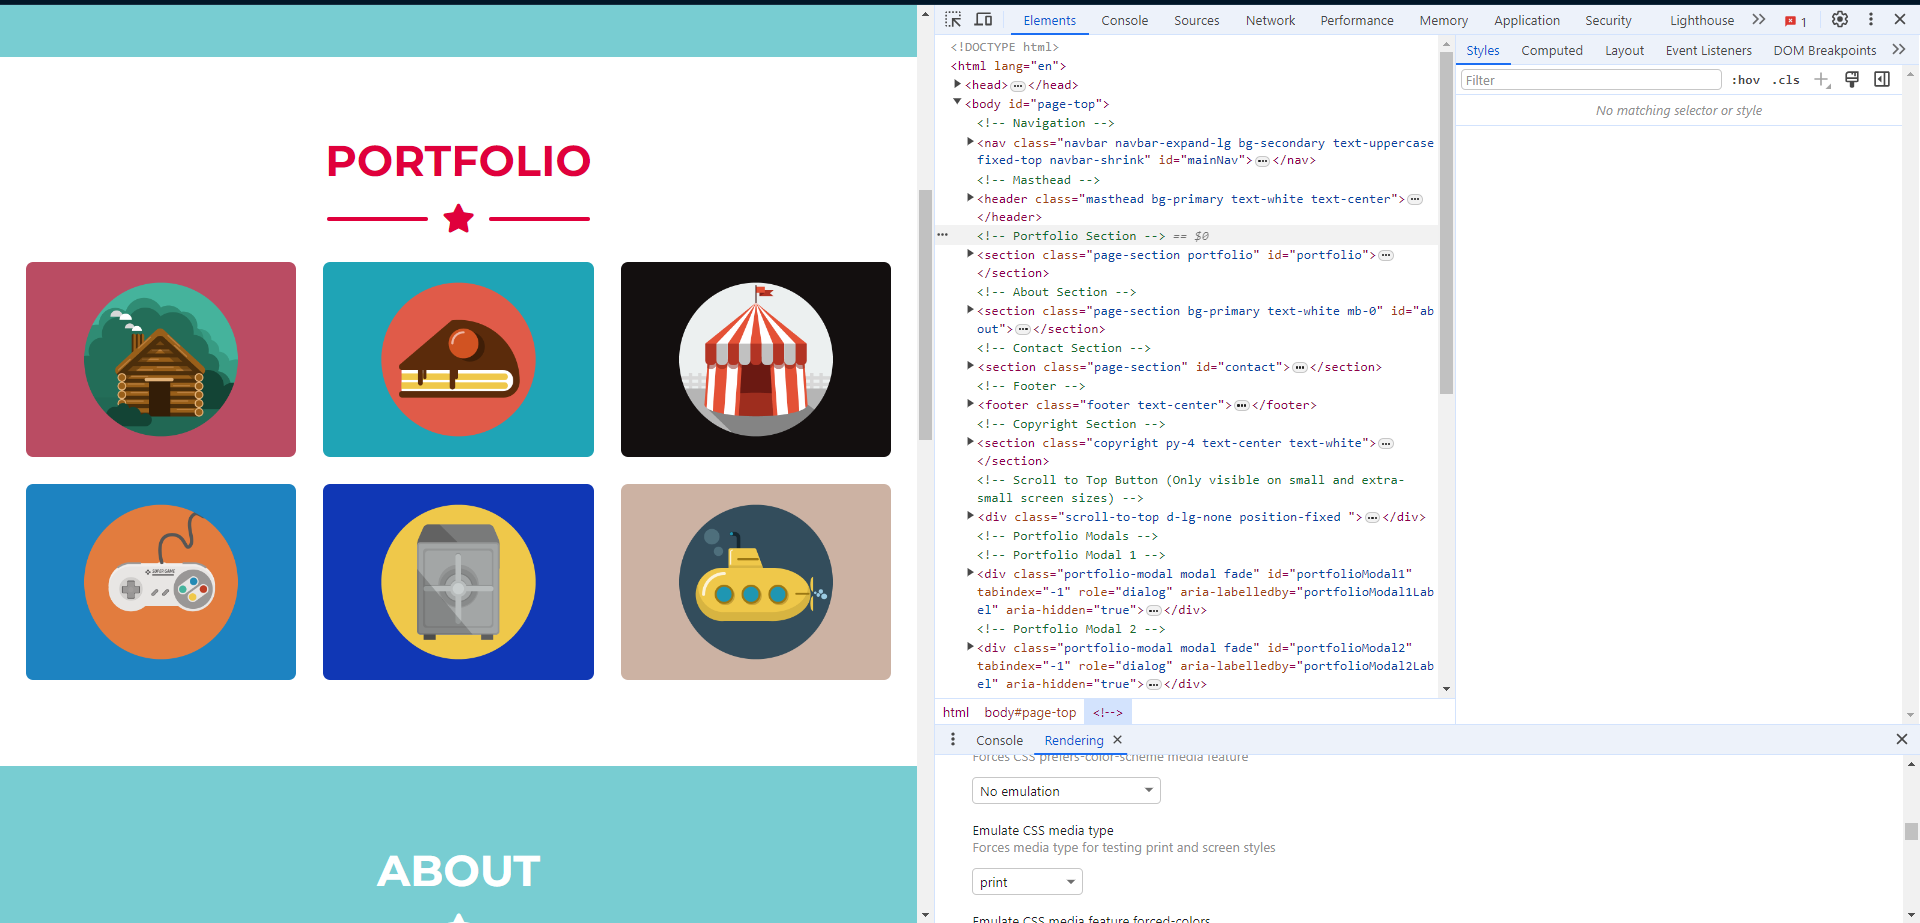 PORTFOLIO
SUPER GAME
ABOUT
Elements Console Sources Network Performance Memory Application Security Lighthouse 1
<!DOCTYPE html>
<html lang="en">
<head> </head>
<body id="page-top">
<!-- Navigation -->
<nav class="navbar navbar-expand-lg bg-secondary text-uppercase
fixed-top navbar-shrink" id="mainNav"> </nav>
<!-- Masthead -->
<header class="masthead bg-primary text-white text-center">
</header>
<!-- Portfolio Section --> == $0
<section class="page-section portfolio" id="portfolio">
</section>
<!-- About Section -->
<section class="page-section bg-primary text-white mb-0" id="ab
out"> </section>
<!-- Contact Section -->
<section class="page-section" id="contact"> </section>
<!-- Footer -->
<footer class="footer text-center"> </footer>
<!-- Copyright Section -->
<section class="copyright py-4 text-center text-white">
</section>
<!-- Scroll to Top Button (Only visible on small and extra-
small screen sizes) -->
<div class="scroll-to-top d-lg-none position-fixed "> </div>
<!-- Portfolio Modals -->
<!-- Portfolio Modal 1 -->
<div class="portfolio-modal modal fade" id="portfolioModal1"
tabindex="-1" role="dialog" aria-labelledby="portfolioModal1Lab
el" aria-hidden="true"> </div>
<!-- Portfolio Modal 2 -->
<div class="portfolio-modal modal fade" id="portfolioModal2"
tabindex="-1" role="dialog" aria-labelledby="portfolioModal2Lab
el" aria-hidden="true"> </div>
html body#page-top <!-->
Styles Computed Layout Event Listeners DOM Breakpoints
Filter :hov .cls
No matching selector or style
Console Rendering
Forces CSS prefers-color-scheme media feature
No emulation
Emulate CSS media type
Forces media type for testing print and screen styles
print
Emulate CSS media feature forced-colors